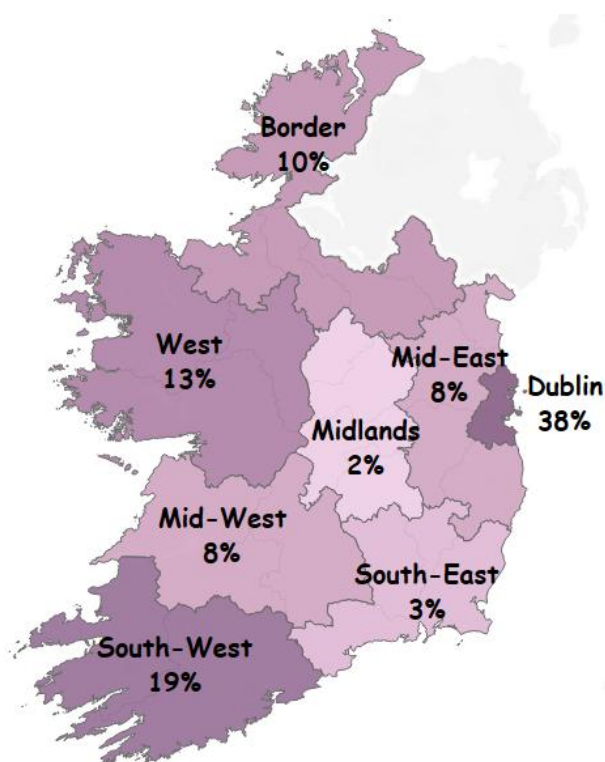 Border
10%
West
13%
Mid-East
8%
Dublin
38%
Midlands
2%
Mid-West
8%
South-East
3%
South-West
19%